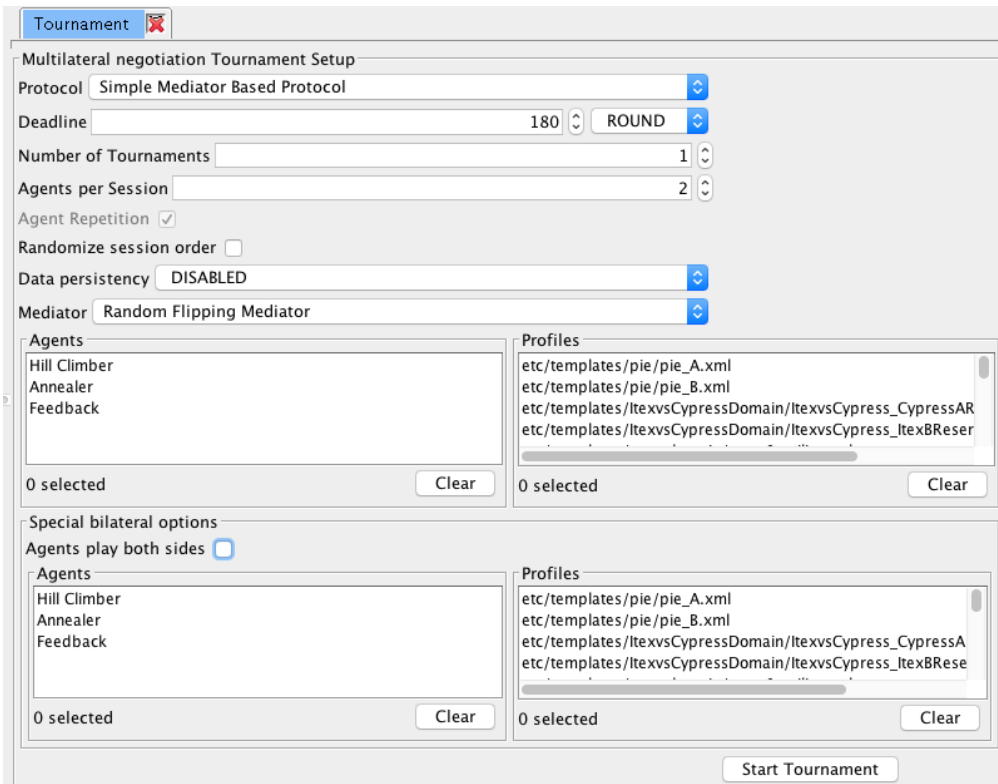 Tournament
Multilateral negotiation Tournament Setup
Protocol Simple Mediator Based Protocol
Deadline 180 ROUND
Number of Tournaments 1
Agents per Session 2
Agent Repetition
Randomize session order
Data persistency DISABLED
Mediator Random Flipping Mediator
Agents
Hill Climber
Annealer
Feedback
0 selected
Clear
Profiles
etc/templates/pie/pie_A.xml
etc/templates/pie/pie_B.xml
etc/templates/ItexvsCypressDomain/ItexvsCypress_CypressAR
etc/templates/ItexvsCypressDomain/ItexvsCypress_ItexBReser
0 selected
Clear
Special bilateral options
Agents play both sides
Agents
Hill Climber
Annealer
Feedback
0 selected
Clear
Profiles
etc/templates/pie/pie_A.xml
etc/templates/pie/pie_B.xml
etc/templates/ItexvsCypressDomain/ItexvsCypress_CypressA
etc/templates/ItexvsCypressDomain/ItexvsCypress_ItexBRese
0 selected
Clear
Start Tournament